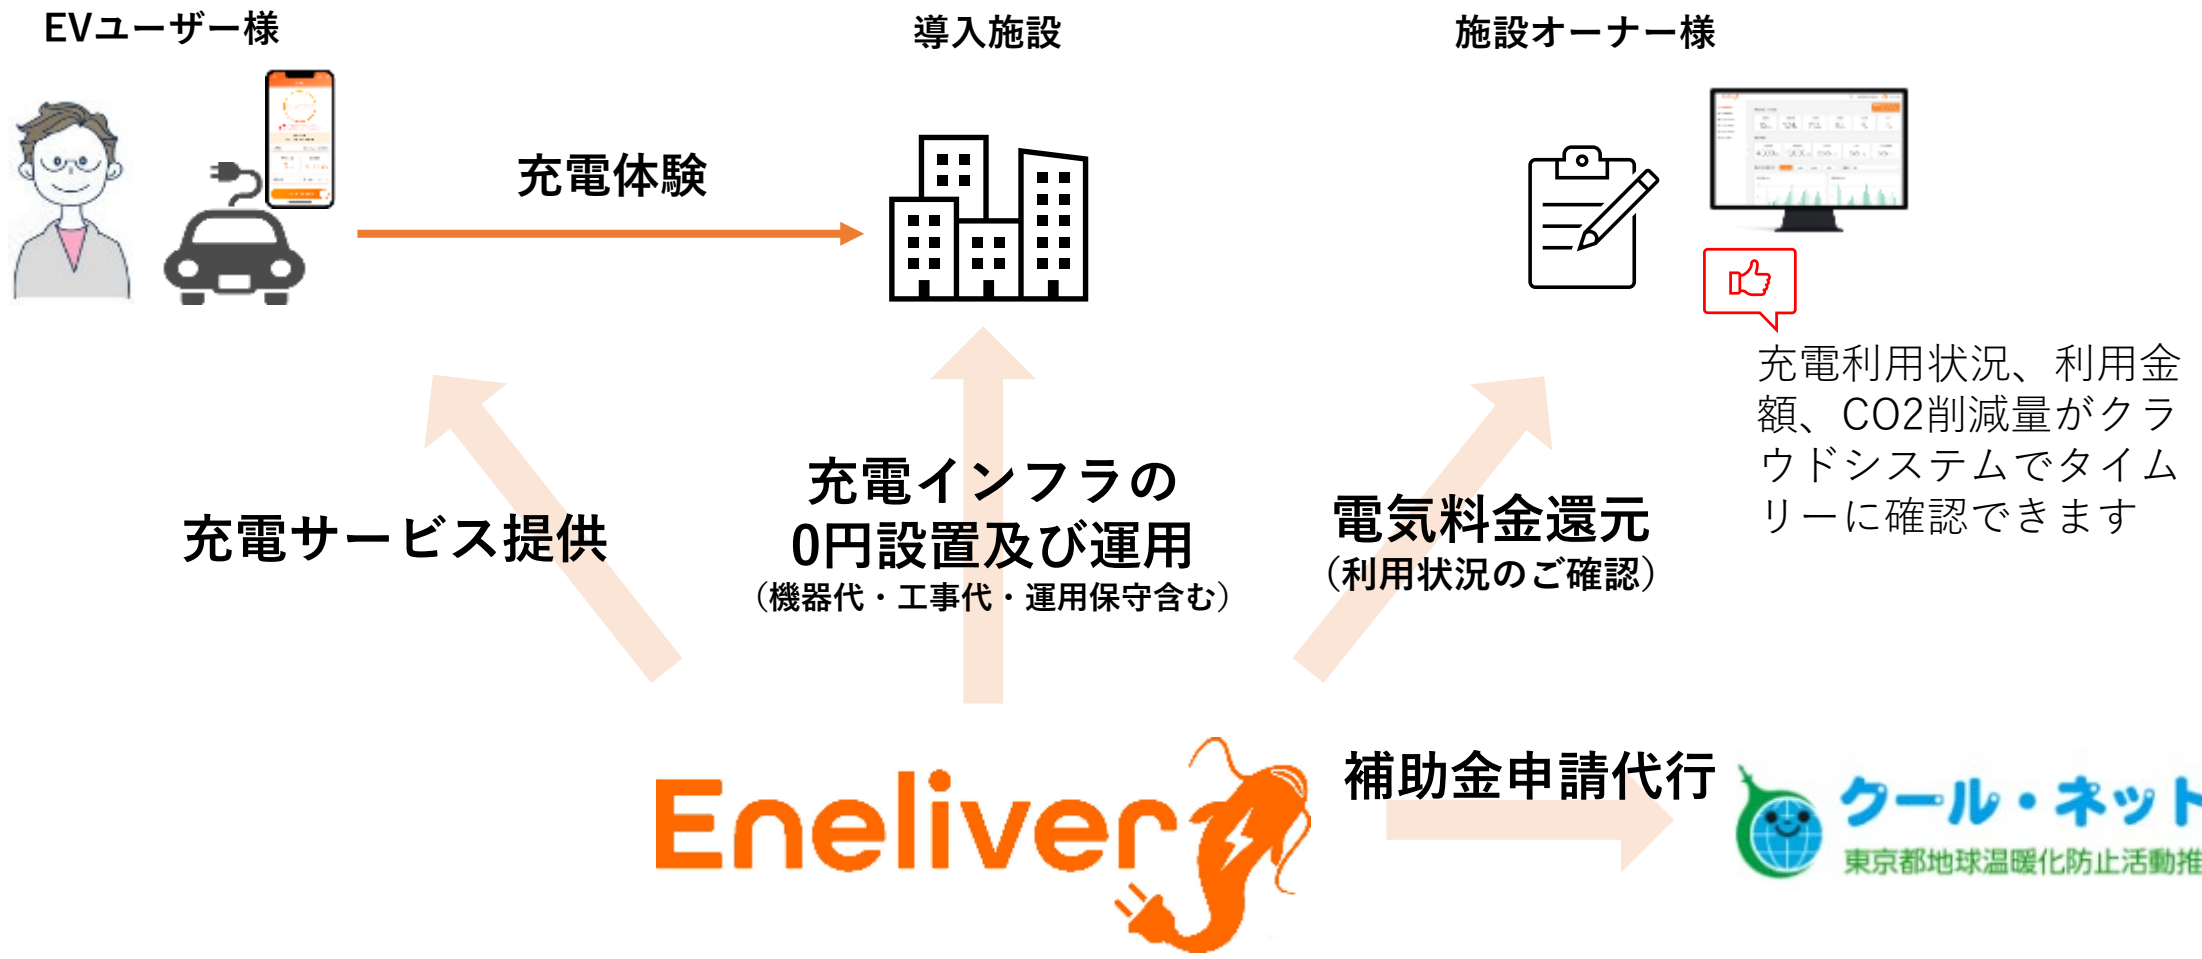 EVユーザー様
導入施設
施設オーナー様
充電体験
充電利用状況、利用金
額、CO2削減量がクラ
ウドシステムでタイム
リーに確認できます
充電サービス提供
充電インフラの
0円設置及び運用
（機器代・工事代・運用保守含む）
電気料金還元
（利用状況のご確認）
Eneliver
補助金申請代行
クール・ネット
東京都地球温暖化防止活動推